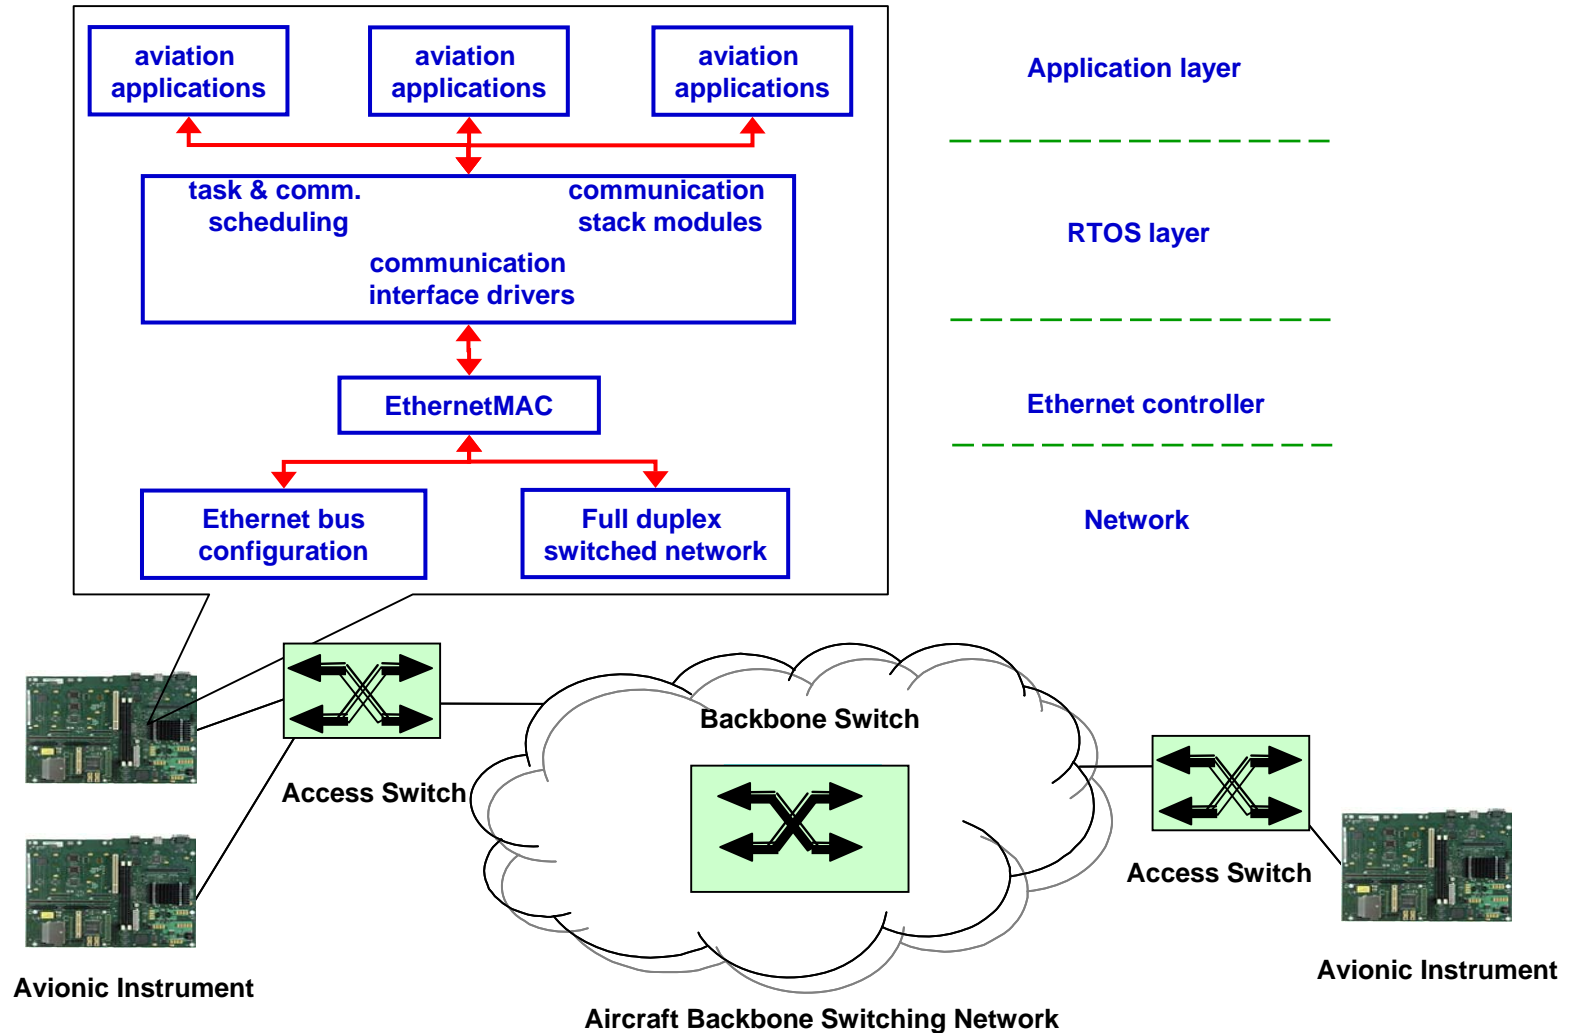 aviation
applications
aviation
applications
aviation
applications
Application layer
task & comm.
scheduling
communication
stack modules
communication
interface drivers
RTOS layer
EthernetMAC
Ethernet controller
Ethernet bus
configuration
Full duplex
switched network
Network
Backbone Switch
Access Switch
Access Switch
Avionic Instrument
Avionic Instrument
Aircraft Backbone Switching Network